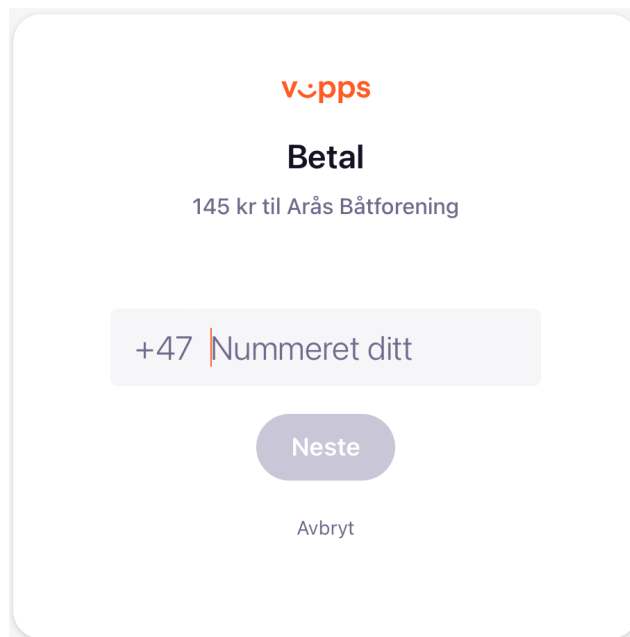 vipps
Betal
145 kr til Arås Båtforening
+47 Nummeret ditt
Neste
Avbryt